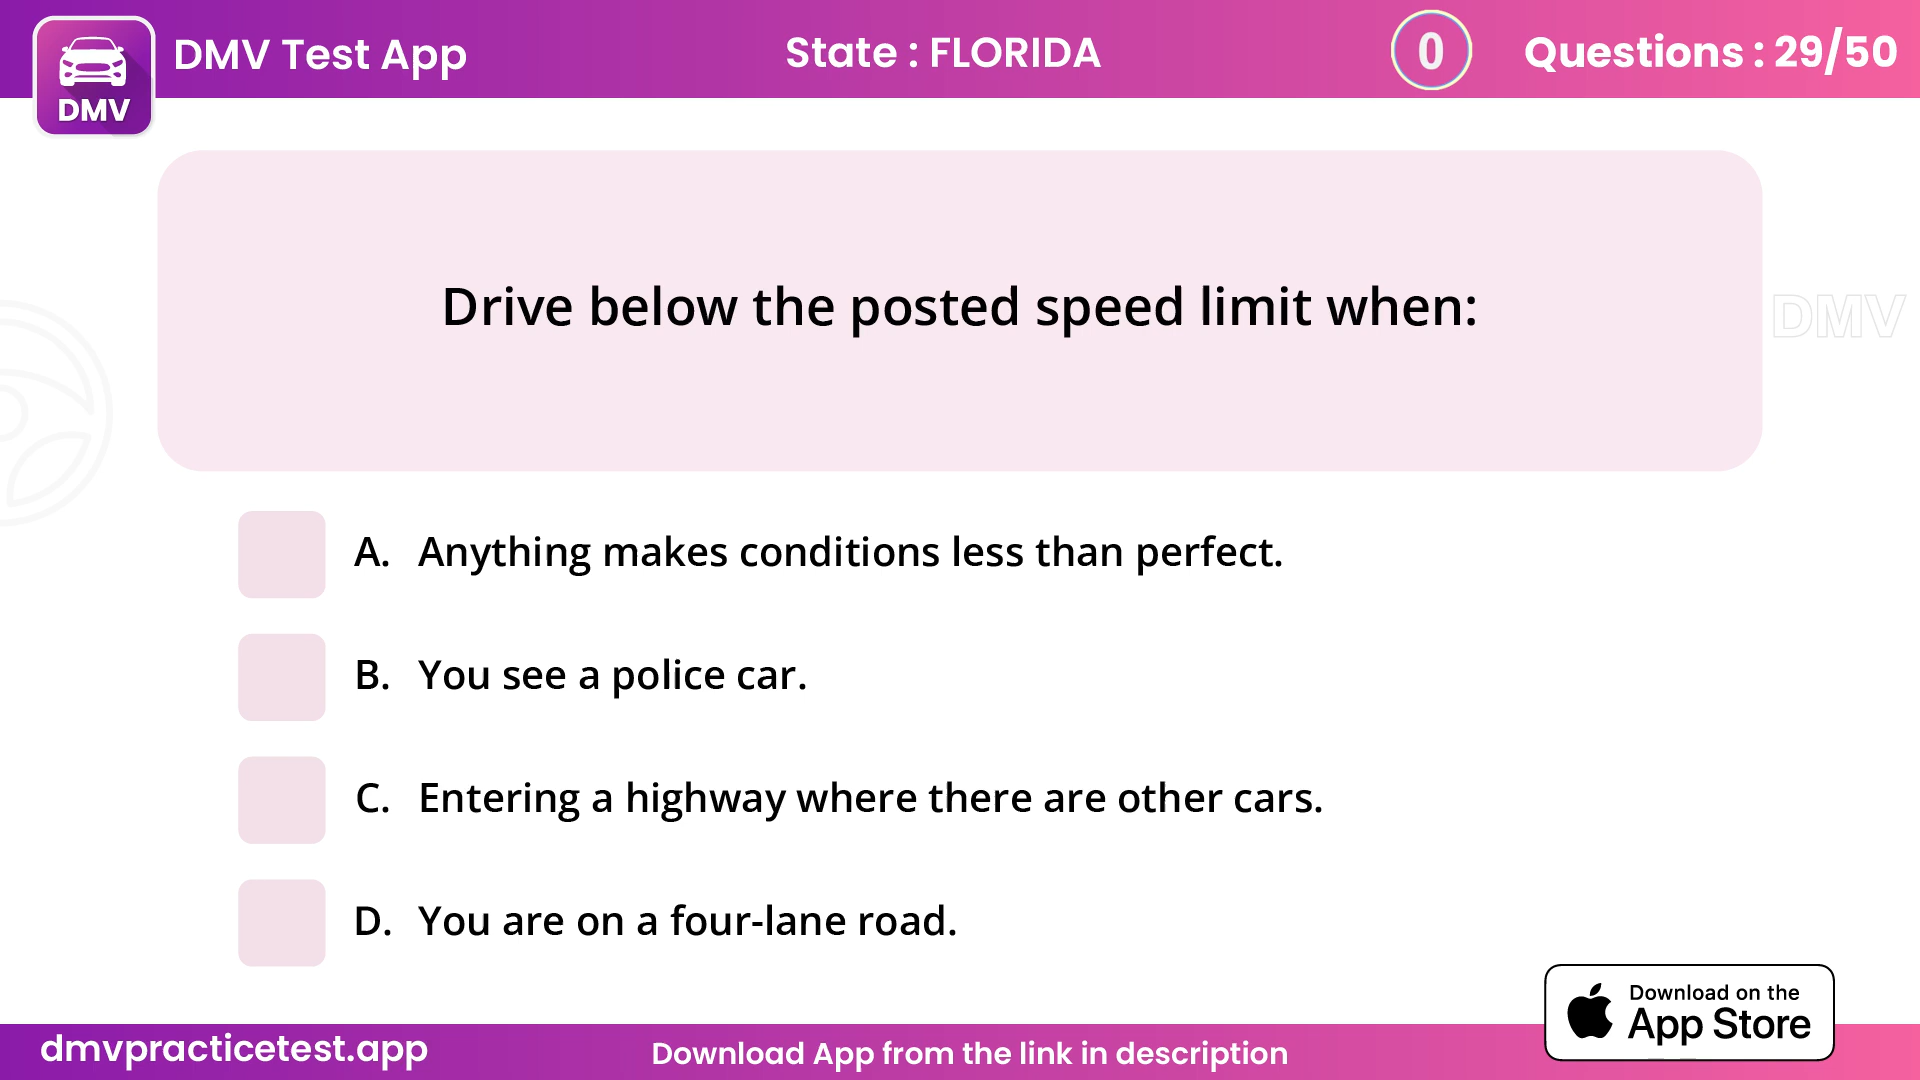 DMV
DMV Test App
State : FLORIDA
0
Questions : 29/50
Drive below the posted speed limit when:
DMV
A. Anything makes conditions less than perfect.
B. You see a police car.
C. Entering a highway where there are other cars.
D. You are on a four-lane road.
Download on the
App Store
dmvpracticetest.app
Download App from the link in description